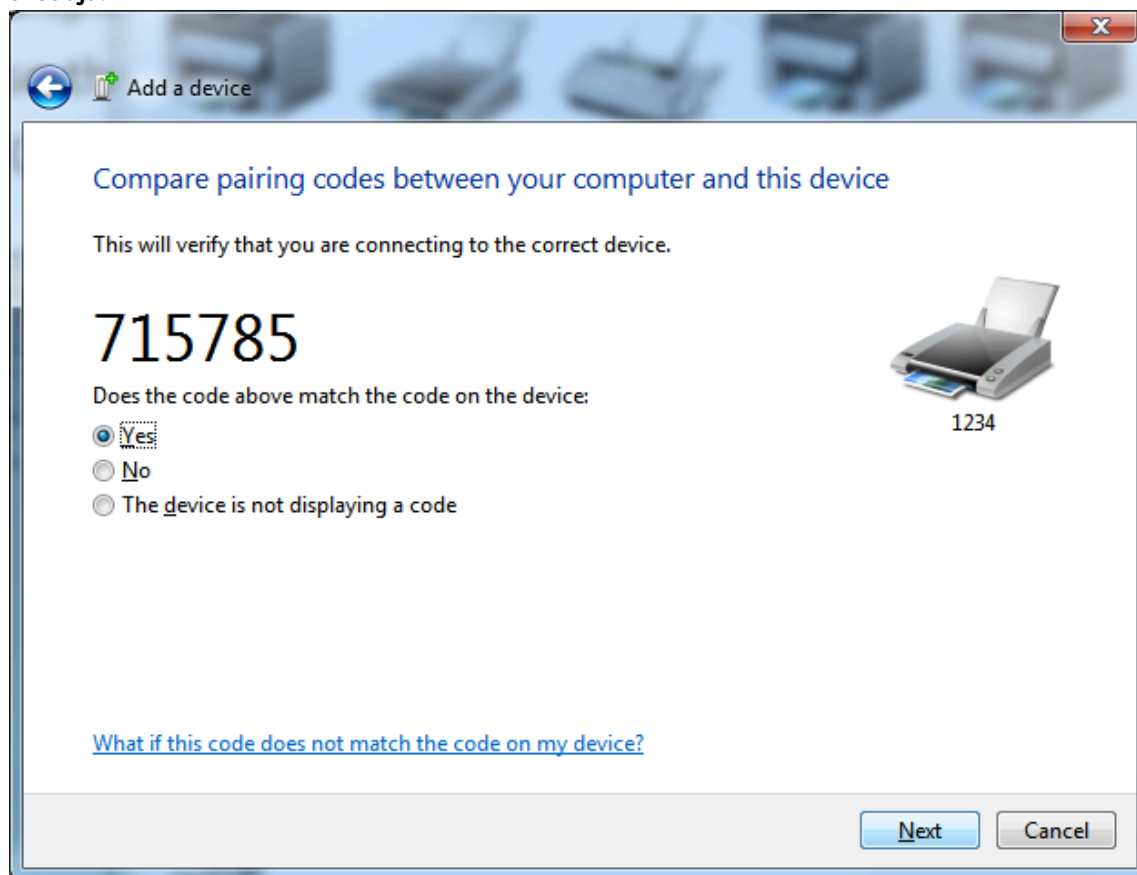 Add a device
Compare pairing codes between your computer and this device
This will verify that you are connecting to the correct device.
715785
Does the code above match the code on the device:
Yes
No
The device is not displaying a code
1234
What if this code does not match the code on my device?
Next
Cancel